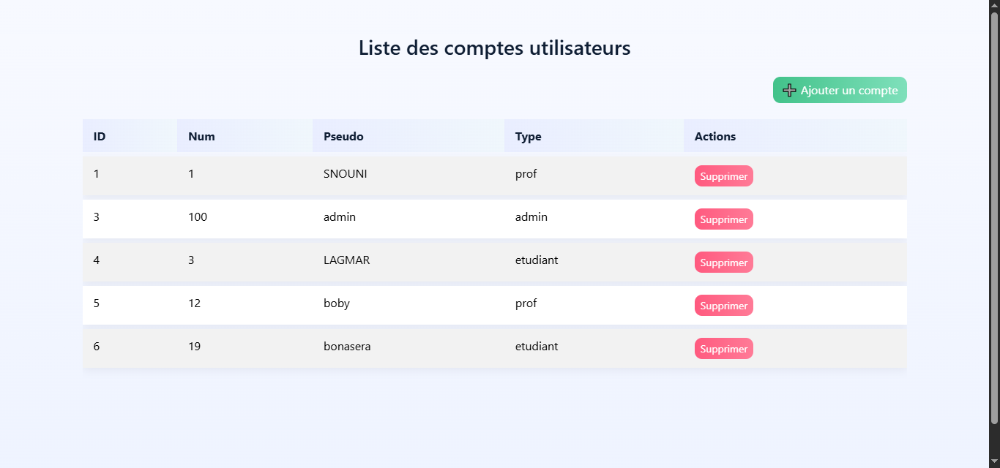 Liste des comptes utilisateurs
➕ Ajouter un compte
ID Num Pseudo Type Actions
1 1 SNOUNI prof Supprimer
3 100 admin admin Supprimer
4 3 LAGMAR etudiant Supprimer
5 12 boby prof Supprimer
6 19 bonasera etudiant Supprimer